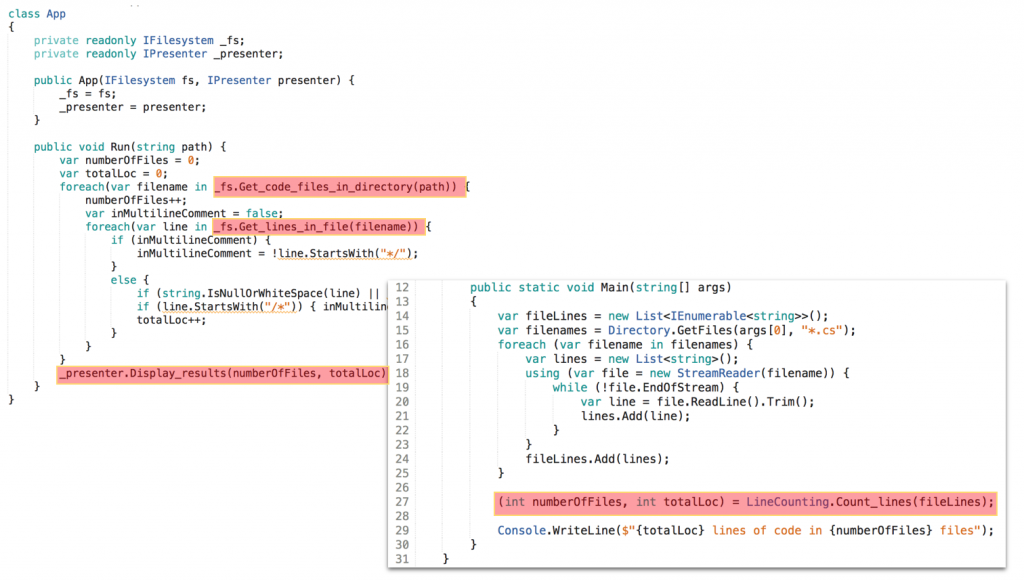 class App
{
    private readonly IFilesystem _fs;
    private readonly IPresenter _presenter;
    public App(IFilesystem fs, IPresenter presenter) {
        _fs = fs;
        _presenter = presenter;
    }
    public void Run(string path) {
        var numberOfFiles = 0;
        var totalLoc = 0;
        foreach(var filename in _fs.Get_code_files_in_directory(path)) {
            numberOfFiles++;
            var inMultilineComment = false;
            foreach(var line in _fs.Get_lines_in_file(filename)) {
                if (inMultilineComment) {
                    inMultilineComment = !line.StartsWith("*/");
                }
                else {
                    if (string.IsNullOrWhiteSpace(line) ||
                    if (line.StartsWith("/*")) { inMultilin
                    totalLoc++;
                }
            }
        }
        _presenter.Display_results(numberOfFiles, totalLoc)
    }
}
12 public static void Main(string[] args)
13 {
14     var fileLines = new List<IEnumerable<string>>();
15     var filenames = Directory.GetFiles(args[0], "*.cs");
16     foreach (var filename in filenames) {
17         var lines = new List<string>();
18         using (var file = new StreamReader(filename)) {
19             while (!file.EndOfStream) {
20                 var line = file.ReadLine().Trim();
21                 lines.Add(line);
22             }
23         }
24         fileLines.Add(lines);
25     }
26
27     (int numberOfFiles, int totalLoc) = LineCounting.Count_lines(fileLines);
28
29     Console.WriteLine($"{totalLoc} lines of code in {numberOfFiles} files");
30 }
31 }